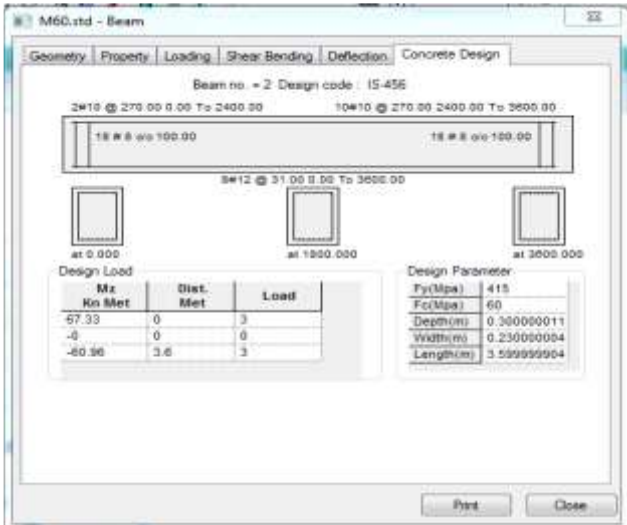 M60.std - Beam
Geometry Property Loading Shear Bending Deflection Concrete Design
Beam no. = 2 Design code : IS-456
2#10 @ 270.00 0.00 To 2400.00 10#10 @ 270.00 2400.00 To 3600.00
18 # 8 c/c 100.00 18 # 8 c/c 100.00
@ 31.00 0.00 To 3600.00
at 0.000 at 1800.000 at 3600.000
Design Load Design Parameter
Mz Dist. Load
Kn Met Met
67.33 0 3
-0 0 0
-60.96 3.6 3
Fy(Mpa) 415
Fc(Mpa) 60
Depth(m) 0.300000011
Width(m) 0.230000004
Length(m) 3.599999904
Print Close